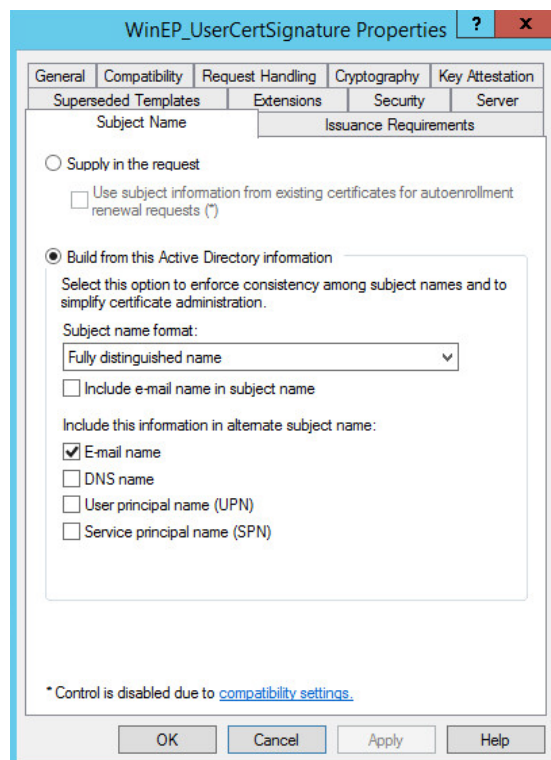 WinEP_UserCertSignature Properties ? x
General Compatibility Request Handling Cryptography Key Attestation
Superseded Templates Extensions Security Server
Subject Name Issuance Requirements
Supply in the request
Use subject information from existing certificates for autoenrollment
renewal requests (*)
Build from this Active Directory information
Select this option to enforce consistency among subject names and to
simplify certificate administration.
Subject name format:
Fully distinguished name
Include e-mail name in subject name
Include this information in alternate subject name:
E-mail name
DNS name
User principal name (UPN)
Service principal name (SPN)
* Control is disabled due to compatibility settings.
OK Cancel Apply Help